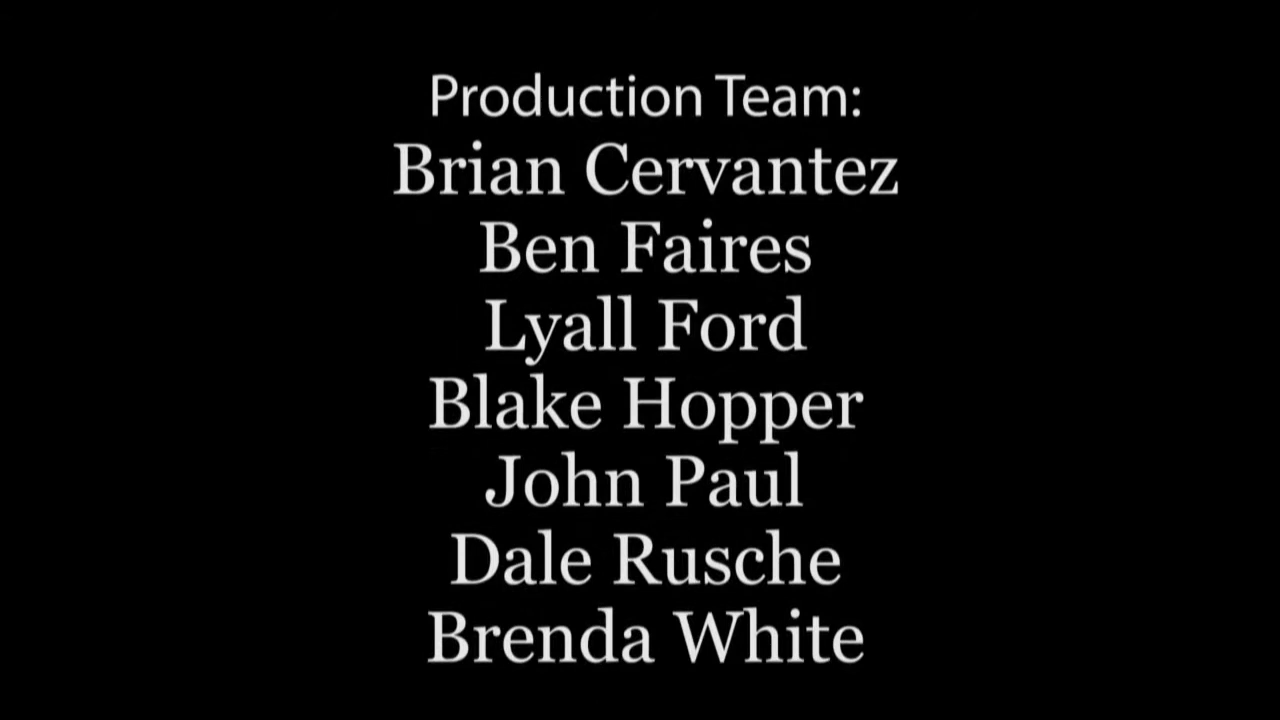 Production Team:
Brian Cervantez
Ben Faires
Lyall Ford
Blake Hopper
John Paul
Dale Rusche
Brenda White